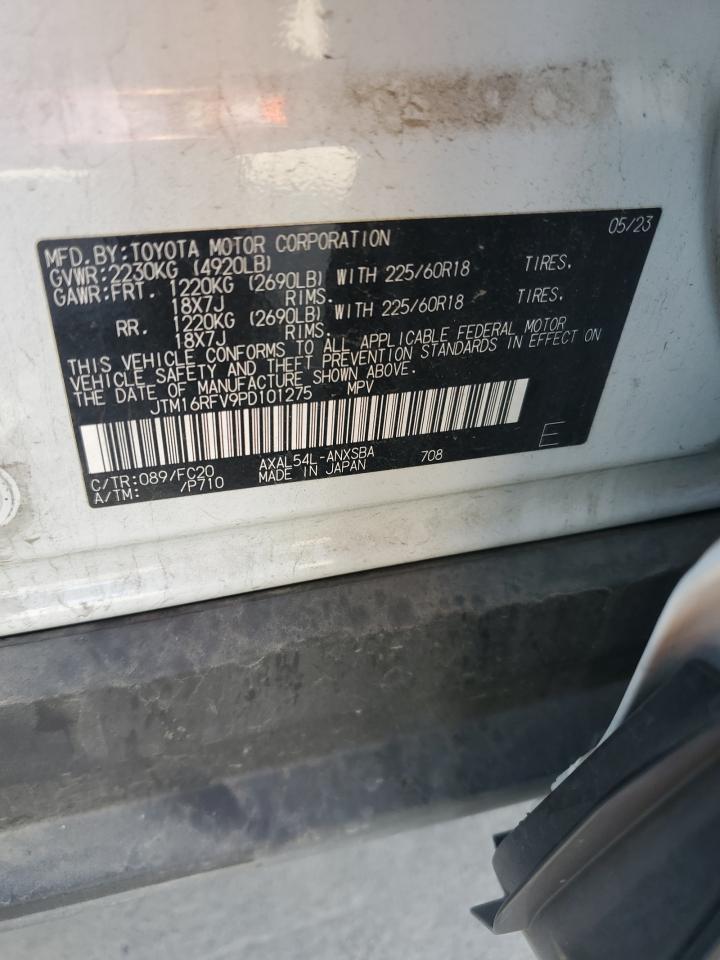 05/23
MFD.BY:TOYOTA MOTOR CORPORATION
GVWR:2230KG (4920LB)
GAWR:FRT. 1220KG (2690LB) WITH 225/60R18 TIRES,
18X7J RIMS.
RR. 1220KG (2690LB) WITH 225/60R18 TIRES,
18X7J RIMS.
THIS VEHICLE CONFORMS TO ALL APPLICABLE FEDERAL MOTOR
VEHICLE SAFETY AND THEFT PREVENTION STANDARDS IN EFFECT ON
THE DATE OF MANUFACTURE SHOWN ABOVE.
JTM16RFV9PD101275 MPV
E
C/TR:089/FC20 AXAL54L-ANXSBA 708
A/TM: /P710 MADE IN JAPAN